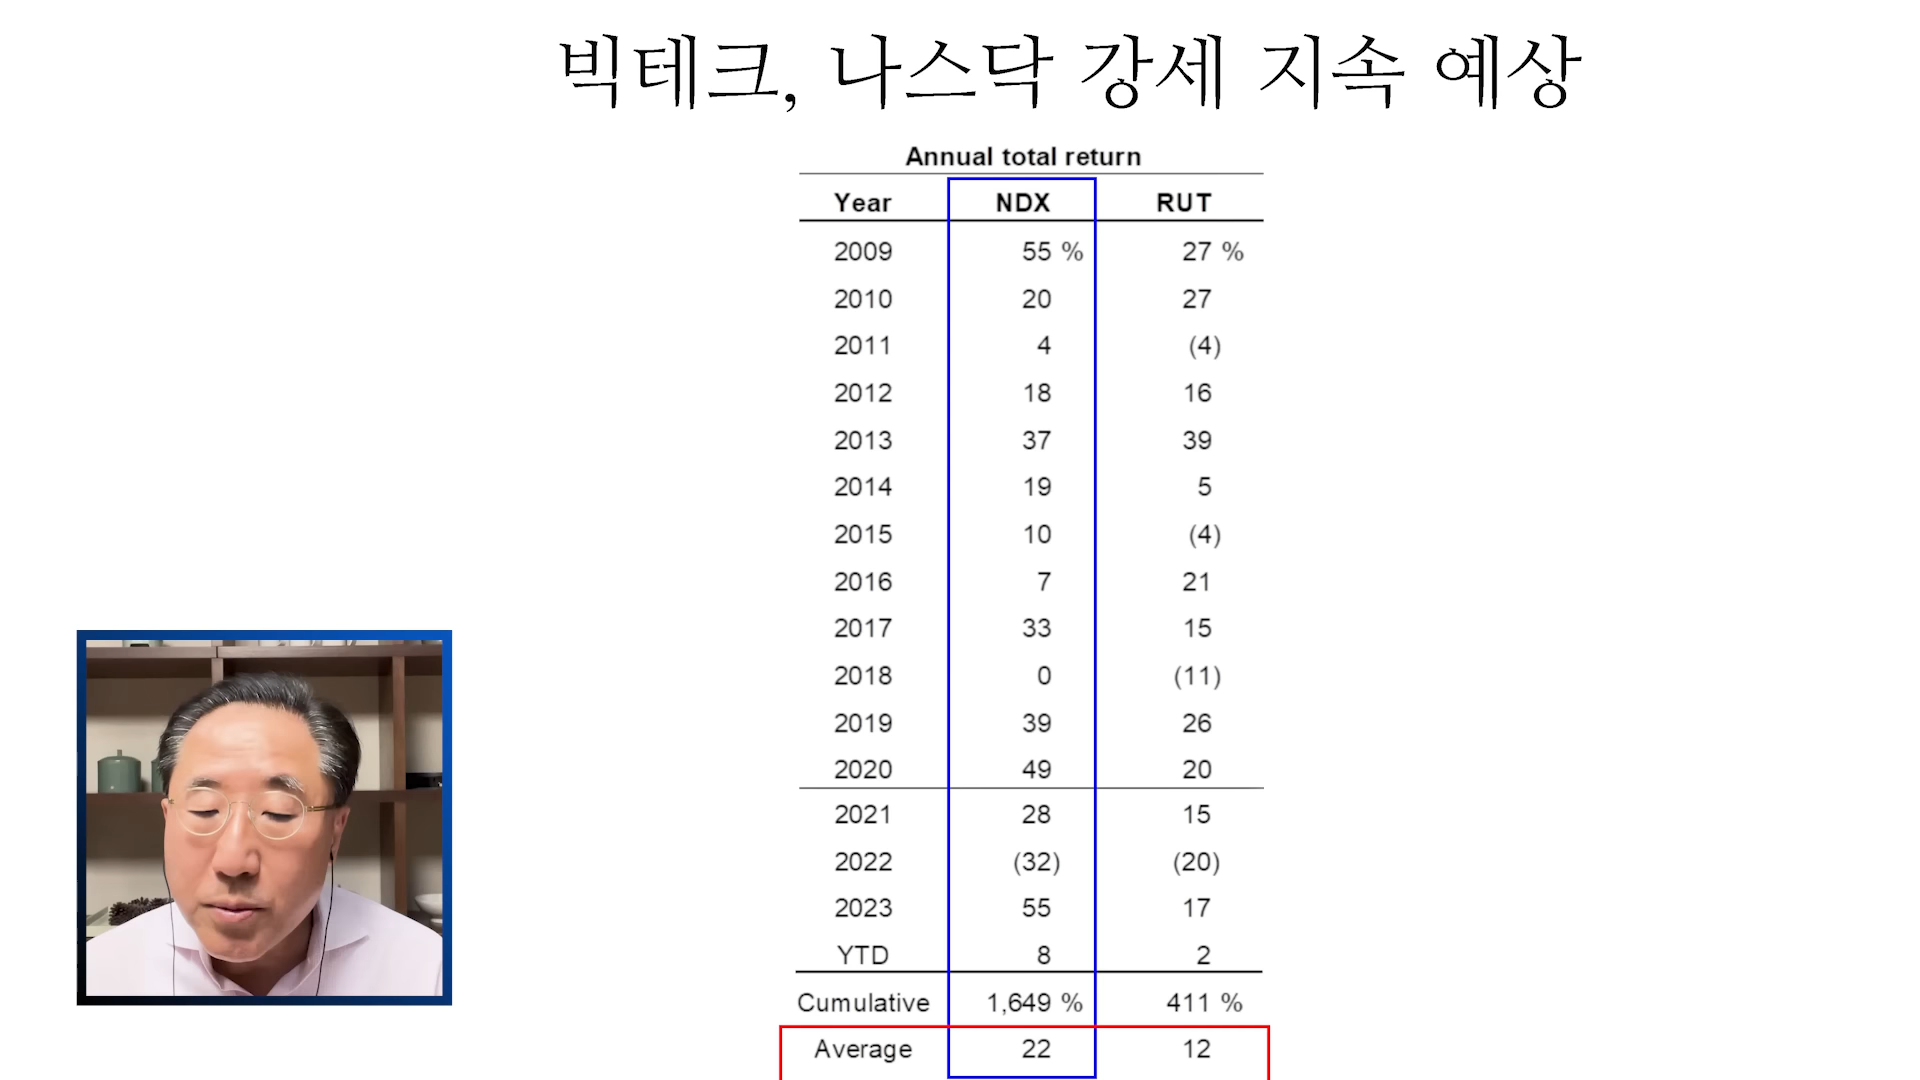 빅테크, 나스닥 강세 지속 예상
Annual total return
Year NDX RUT
2009 55 % 27 %
2010 20 27
2011 4 (4)
2012 18 16
2013 37 39
2014 19 5
2015 10 (4)
2016 7 21
2017 33 15
2018 0 (11)
2019 39 26
2020 49 20
2021 28 15
2022 (32) (20)
2023 55 17
YTD 8 2
Cumulative 1,649 % 411 %
Average 22 12